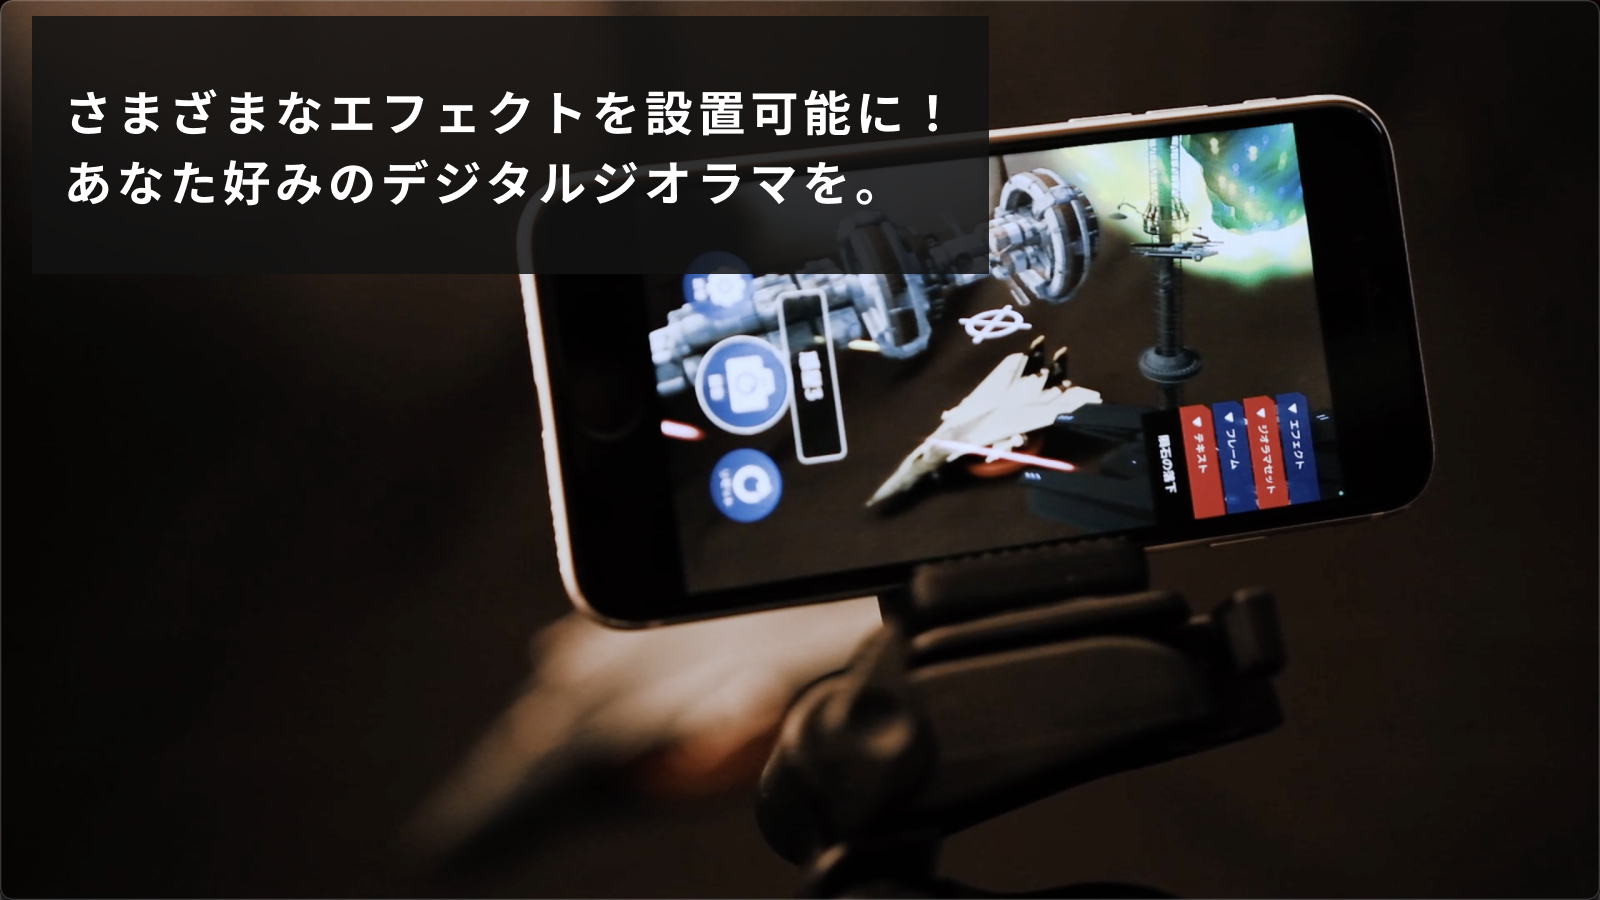 さまざまなエフェクトを設置可能に！
あなた好みのデジタルジオラマを。
エフェクト
ジオラマセット
フレーム
テキスト